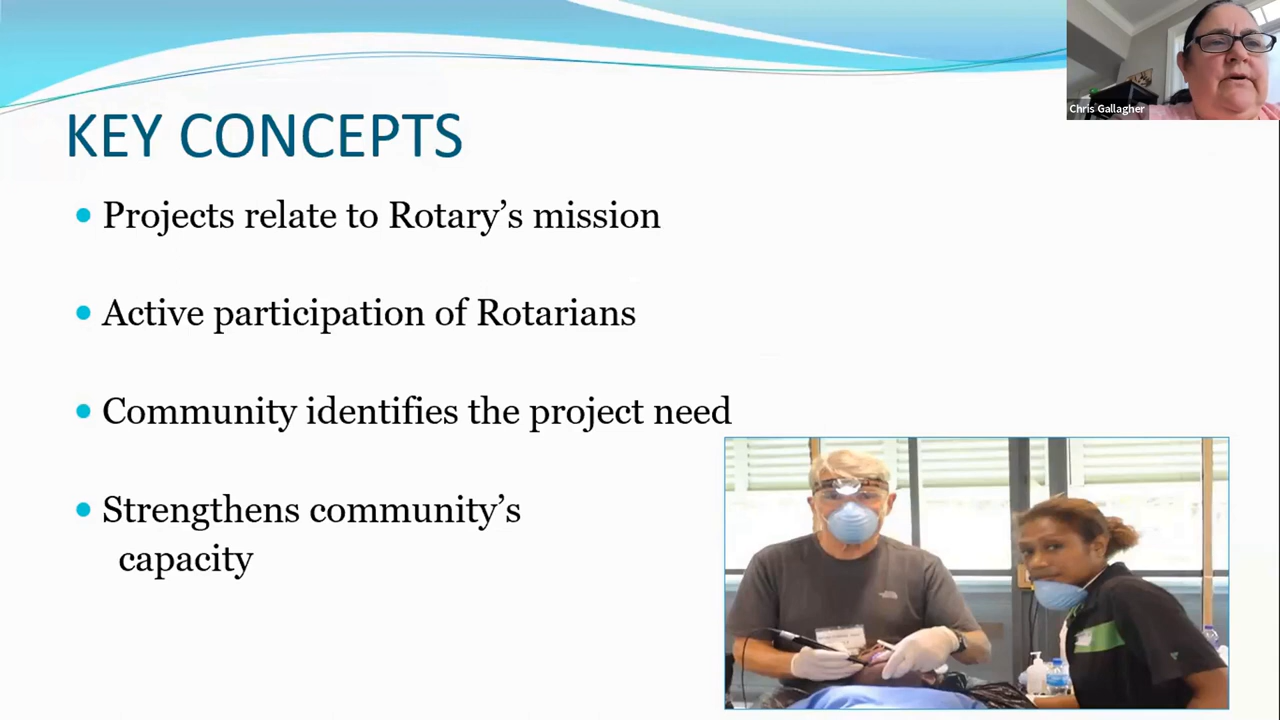 Chris Gallagher
KEY CONCEPTS
Projects relate to Rotary’s mission
Active participation of Rotarians
Community identifies the project need
Strengthens community’s
capacity